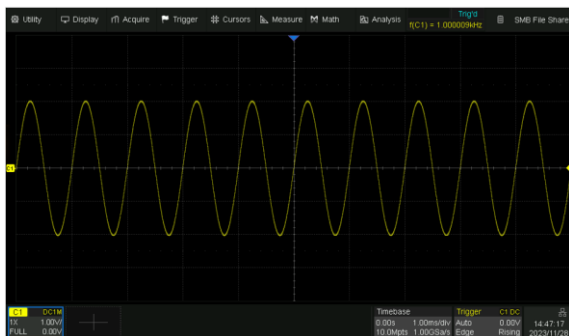 Utility Display Acquire Trigger Cursors Measure Math Analysis Trig'd SMB File Share
f(C1) = 1.000009kHz
C1
C1 DC1M
1X 1.00V/
FULL 0.00V
Timebase
0.00s 1.00ms/div
10.0Mpts 1.00GSa/s
Trigger C1 DC
Auto 0.00V
Edge Rising
14:47:17
2023/11/28